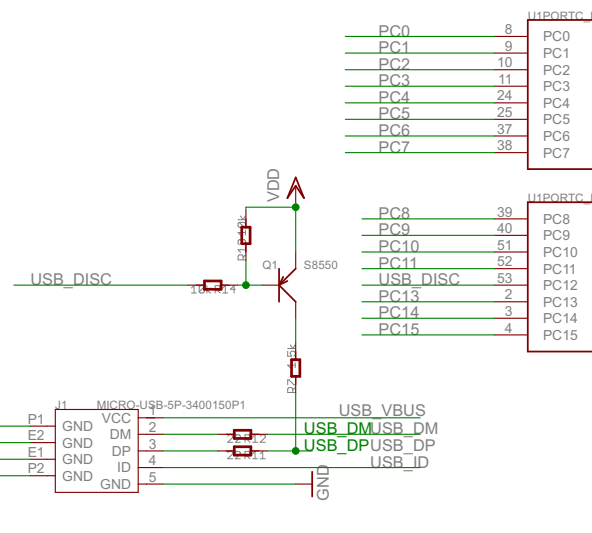 U1PORTC_
PC0 8 PC0
PC1 9 PC1
PC2 10 PC2
PC3 11 PC3
PC4 24 PC4
PC5 25 PC5
PC6 37 PC6
PC7 38 PC7
VDD
U1PORTC_
PC8 39 PC8
PC9 40 PC9
PC10 51 PC10
PC11 52 PC11
USB_DISC 53 PC12
PC13 2 PC13
PC14 3 PC14
PC15 4 PC15
Q1 S8550
USB_DISC
J1 MICRO-USB-5P-3400150P1
P1 GND VCC 1 USB_VBUS
E2 GND DM 2 22R12 USB_DM USB_DM
E1 GND DP 3 22R11 USB_DP USB_DP
P2 GND ID 4 USB_ID
GND 5 GND